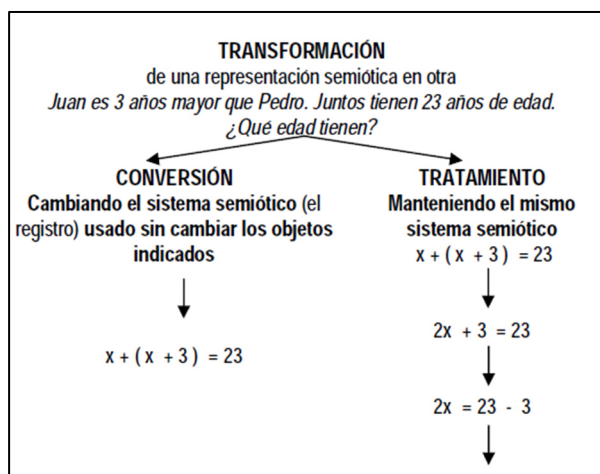 TRANSFORMACIÓN
de una representación semiótica en otra
Juan es 3 años mayor que Pedro. Juntos tienen 23 años de edad.
¿Qué edad tienen?
CONVERSIÓN
Cambiando el sistema semiótico (el
registro) usado sin cambiar los objetos
indicados
x + ( x + 3 ) = 23
TRATAMIENTO
Manteniendo el mismo
sistema semiótico
x + ( x + 3 ) = 23
2x + 3 = 23
2x = 23 - 3